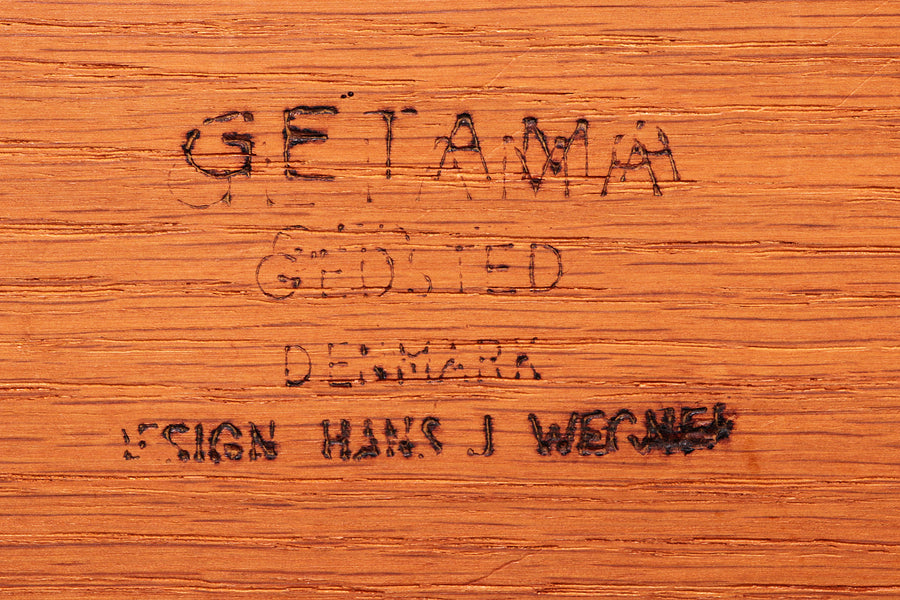 GETAMA
GEDSTED
DENMARK
DESIGN HANS J WEGNER